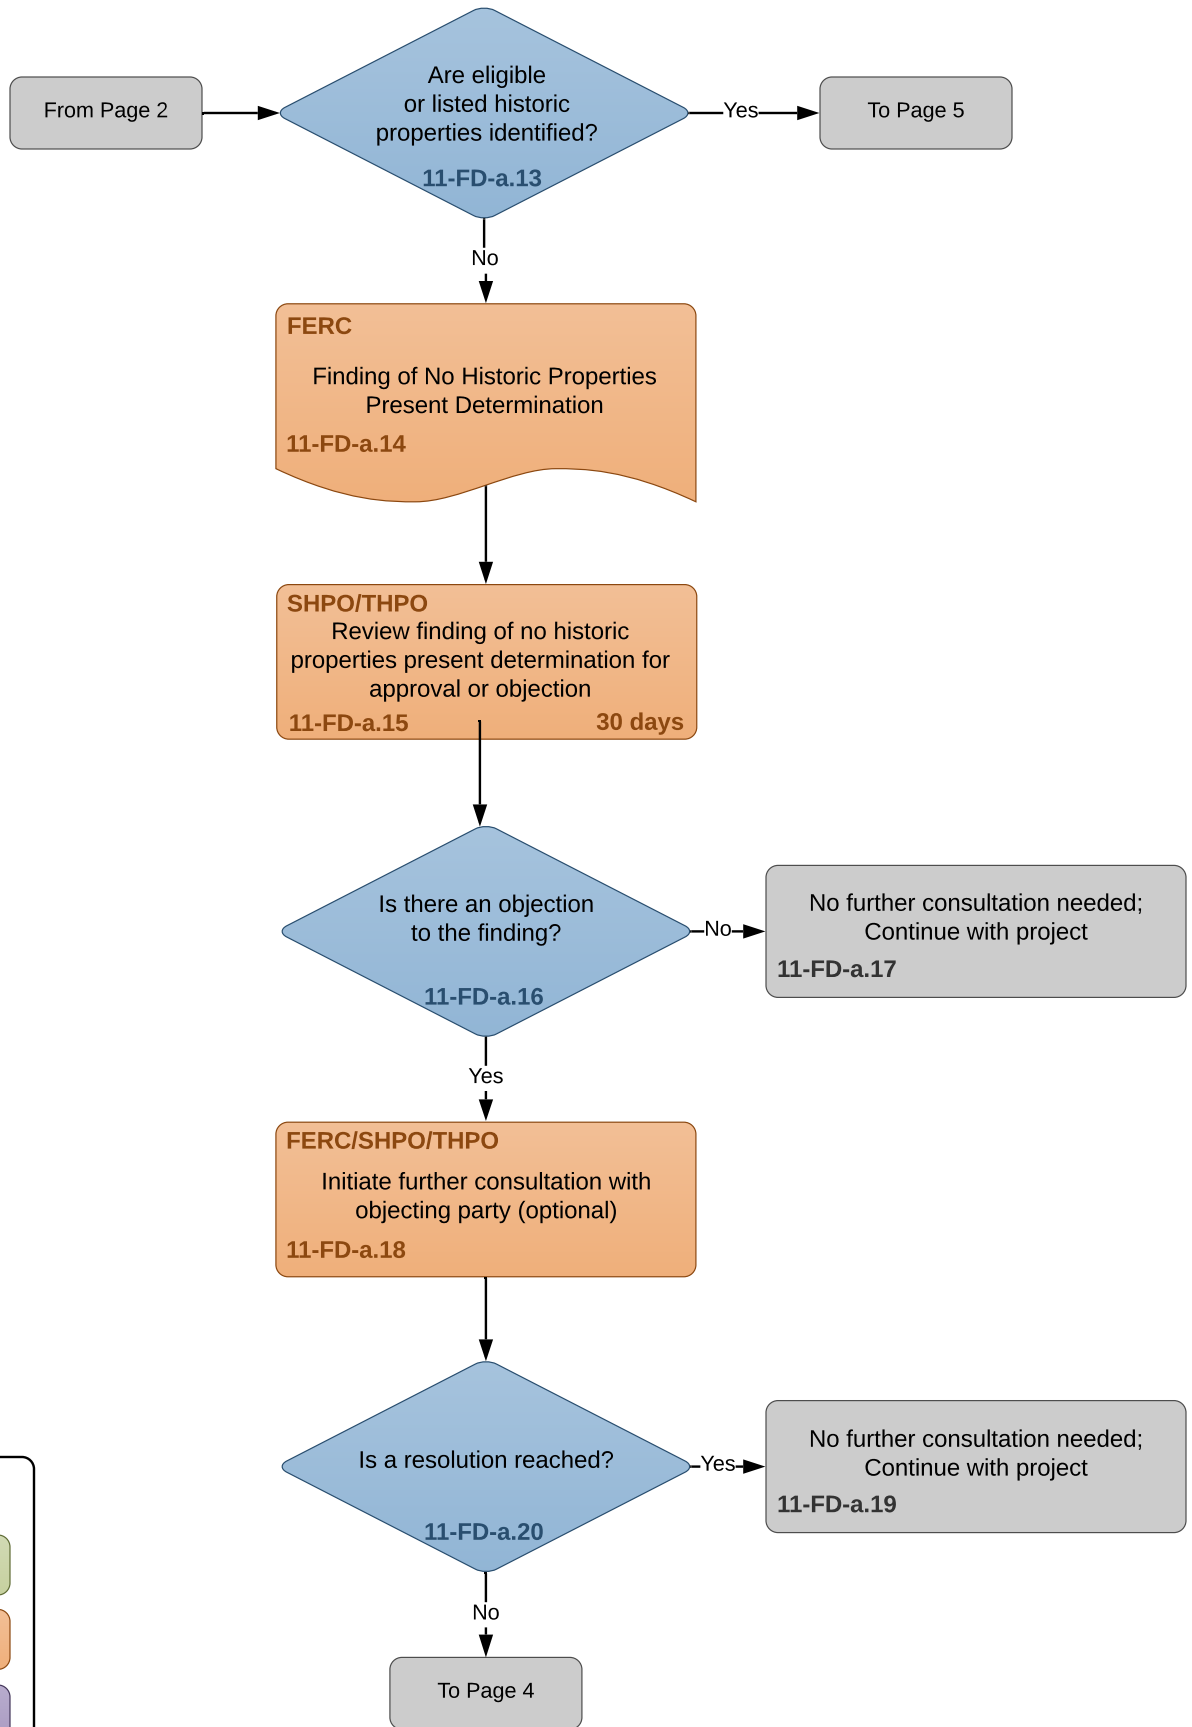 From Page 2
Are eligible
or listed historic
properties identified?
11-FD-a.13
Yes
To Page 5
No
FERC
Finding of No Historic Properties
Present Determination
11-FD-a.14
SHPO/THPO
Review finding of no historic
properties present determination for
approval or objection
11-FD-a.15
30 days
Is there an objection
to the finding?
11-FD-a.16
No
No further consultation needed;
Continue with project
11-FD-a.17
Yes
FERC/SHPO/THPO
Initiate further consultation with
objecting party (optional)
11-FD-a.18
Is a resolution reached?
11-FD-a.20
Yes
No further consultation needed;
Continue with project
11-FD-a.19
No
To Page 4